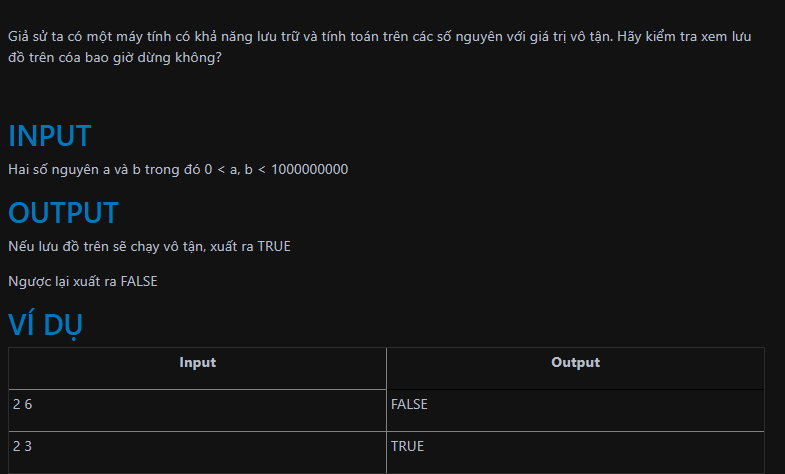 Giả sử ta có một máy tính có khả năng lưu trữ và tính toán trên các số nguyên với giá trị vô tận. Hãy kiểm tra xem lưu
đồ trên cóa bao giờ dừng không?
INPUT
Hai số nguyên a và b trong đó 0 < a, b < 1000000000
OUTPUT
Nếu lưu đồ trên sẽ chạy vô tận, xuất ra TRUE
Ngược lại xuất ra FALSE
VÍ DỤ
Input Output
2 6 FALSE
2 3 TRUE